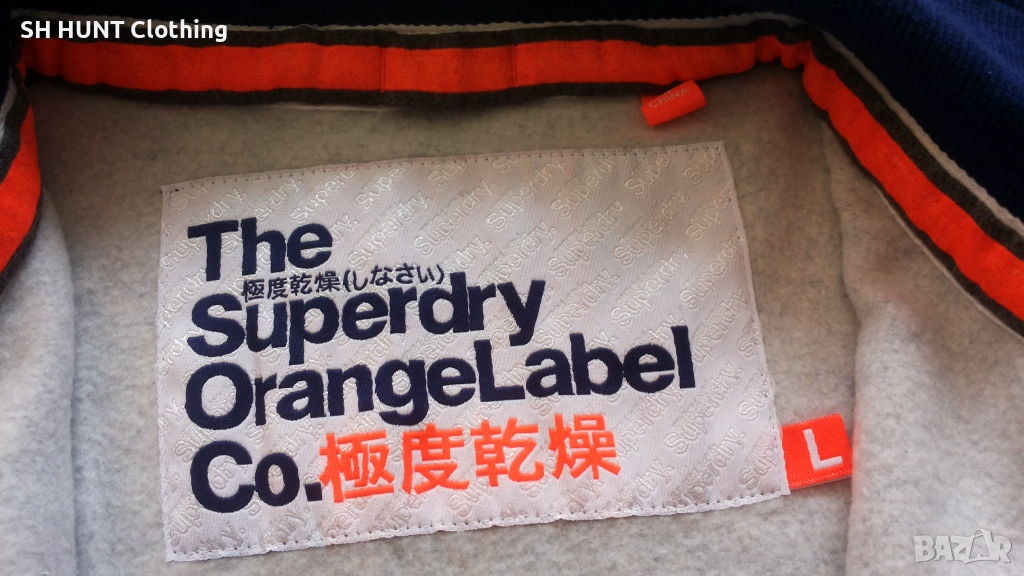 SH HUNT Clothing
CHINA
The
極度乾燥(しなさい)
Superdry
OrangeLabel
Co.極度乾燥
L
BAZAR